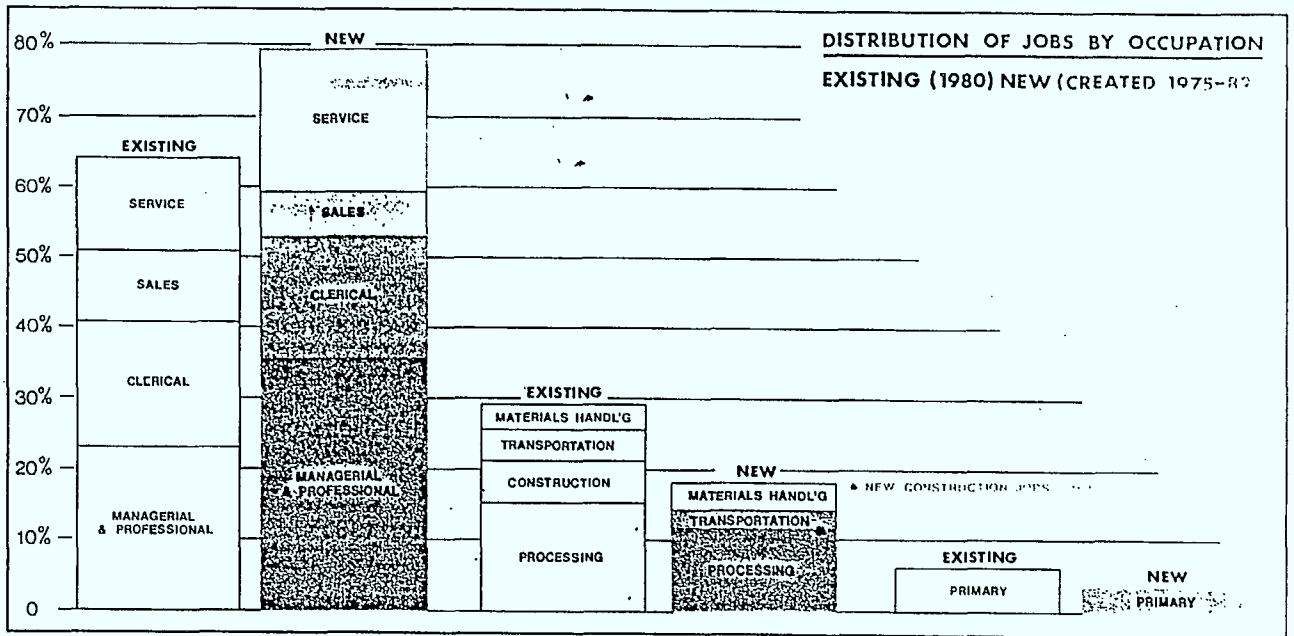 DISTRIBUTION OF JOBS BY OCCUPATION
EXISTING (1980) NEW (CREATED 1975-8
80%
70%
60%
50%
40%
30%
20%
10%
0
EXISTING
SERVICE
SALES
CLERICAL
MANAGERIAL
& PROFESSIONAL
NEW
SERVICE
SALES
CLERICAL
MANAGERIAL
& PROFESSIONAL
EXISTING
MATERIALS HANDL'G
TRANSPORTATION
CONSTRUCTION
PROCESSING
NEW
MATERIALS HANDL'G
TRANSPORTATION
PROCESSING
NEW CONSTRUCTION JOBS
EXISTING
PRIMARY
NEW
PRIMARY